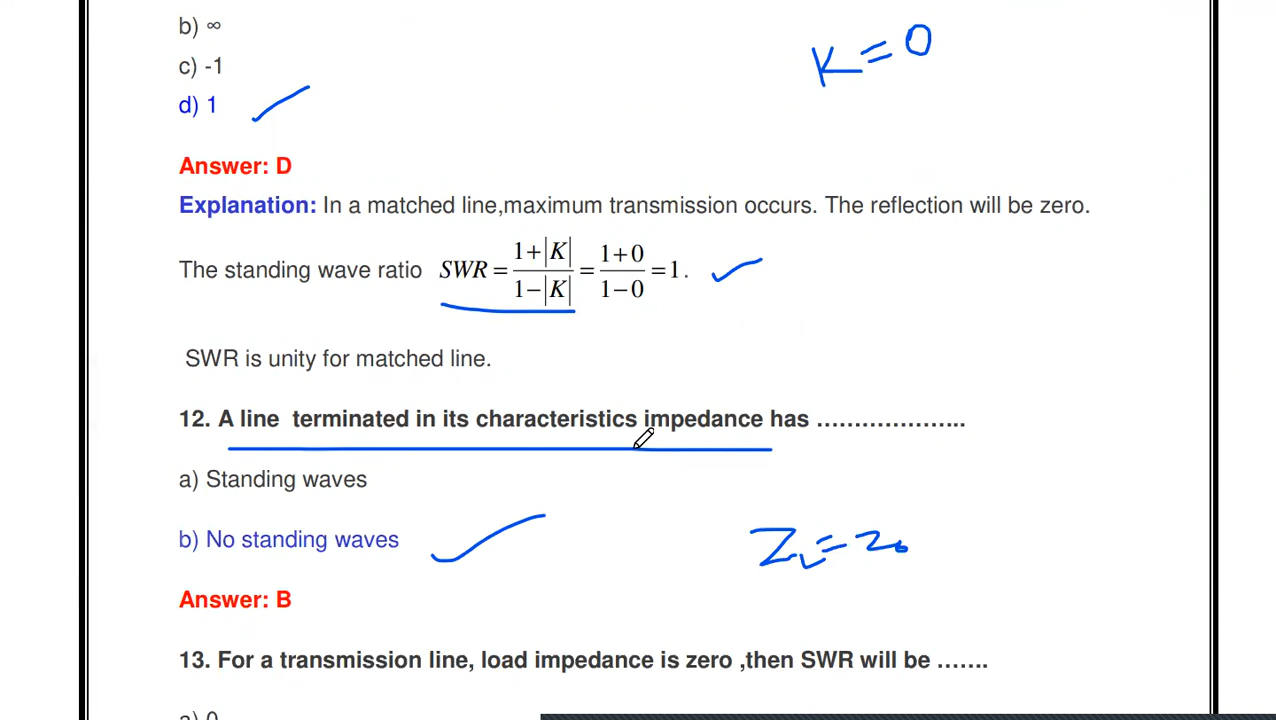 b) ∞
K = 0
c) -1
d) 1
Answer: D
Explanation: In a matched line,maximum transmission occurs. The reflection will be zero.
The standing wave ratio SWR = 1+|K| / 1−|K| = 1+0 / 1−0 = 1.
SWR is unity for matched line.
12. A line terminated in its characteristics impedance has ………………..
a) Standing waves
b) No standing waves
ZL = Z0
Answer: B
13. For a transmission line, load impedance is zero ,then SWR will be …….
a) 0